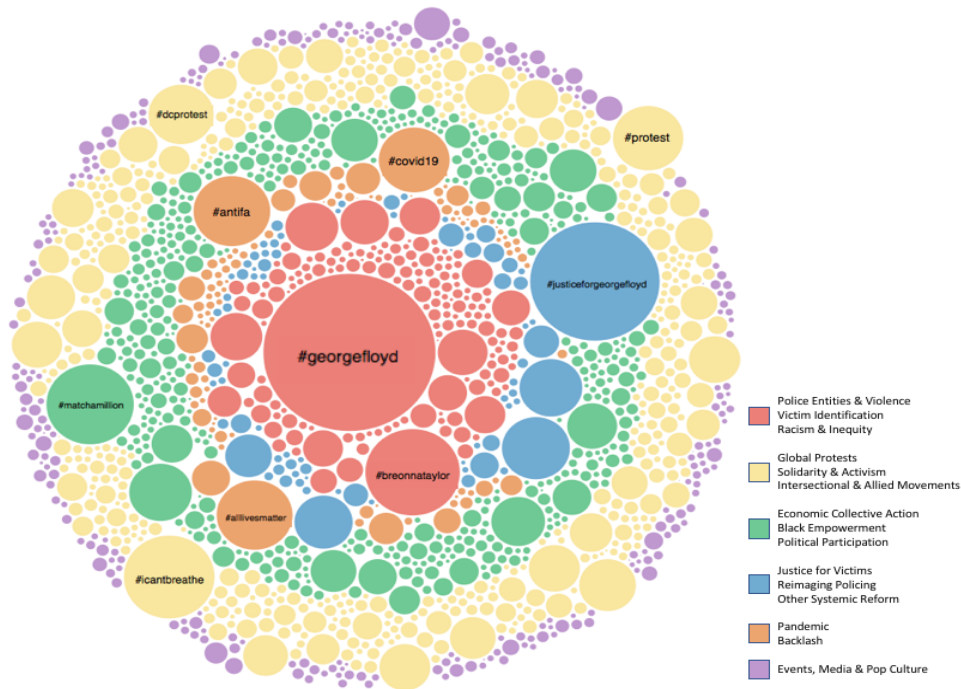 #dcprotest
#protest
#covid19
#antifa
#justiceforgeorgefloyd
#georgefloyd
#matchamillion
#breonnataylor
#alllivesmatter
#icantbreathe
Police Entities & Violence
Victim Identification
Racism & Inequity
Global Protests
Solidarity & Activism
Intersectional & Allied Movements
Economic Collective Action
Black Empowerment
Political Participation
Justice for Victims
Reimaging Policing
Other Systemic Reform
Pandemic
Backlash
Events, Media & Pop Culture